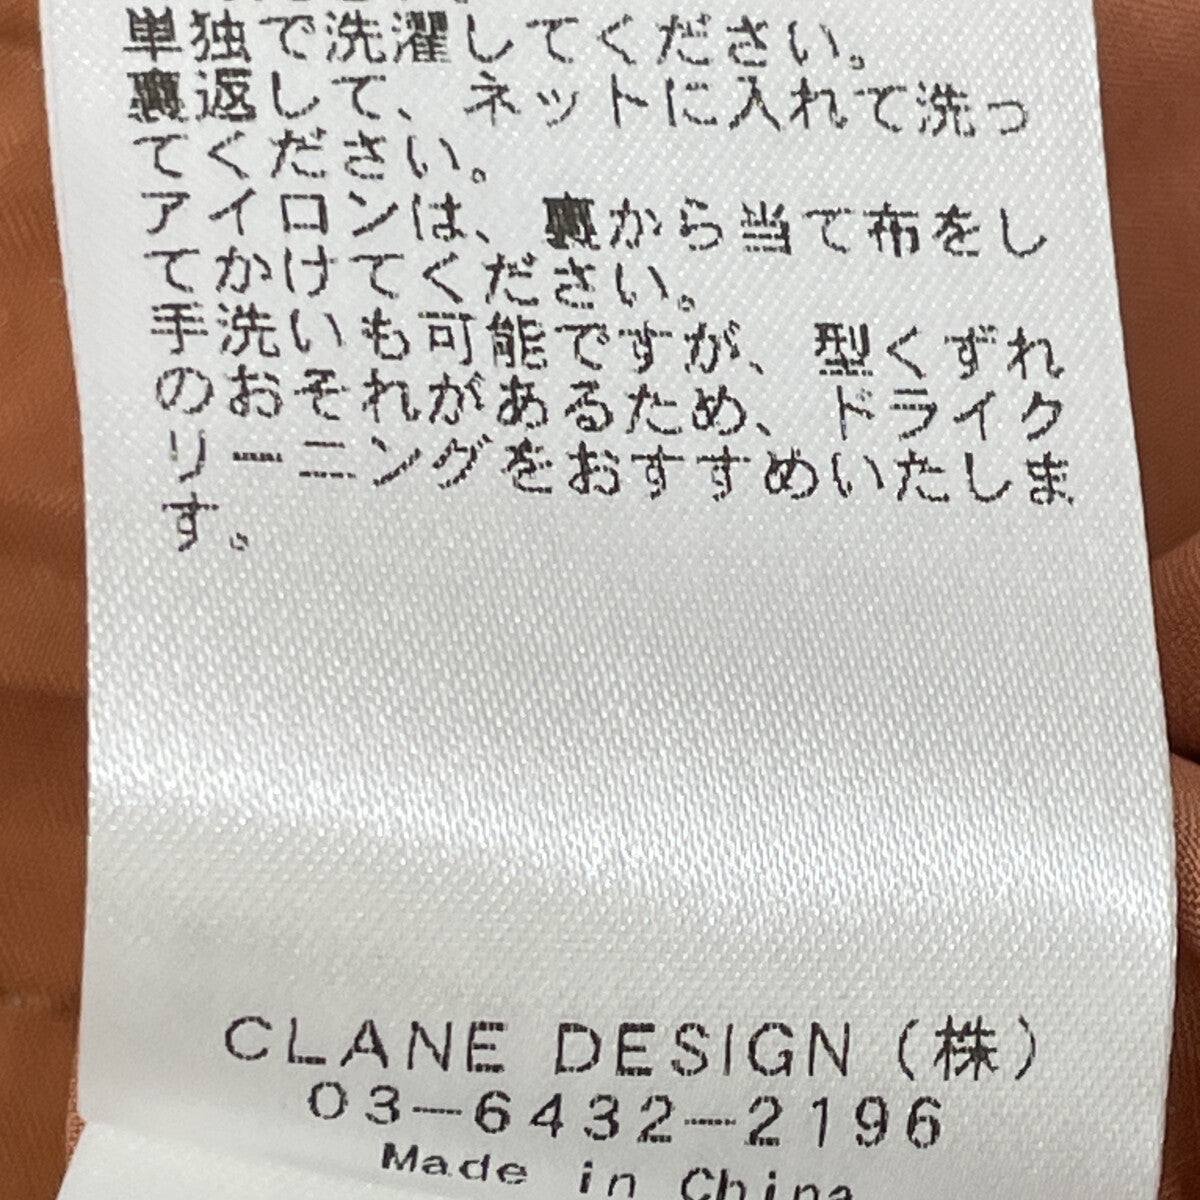 単独で洗濯してください。
裏返して、ネットに入れて洗っ
てください。
アイロンは、裏から当て布をし
てかけてください。
手洗いも可能ですが、型くずれ
のおそれがあるため、ドライク
リーニングをおすすめいたしま
す。
CLANE DESIGN(株)
03-6432-2196
Made in China